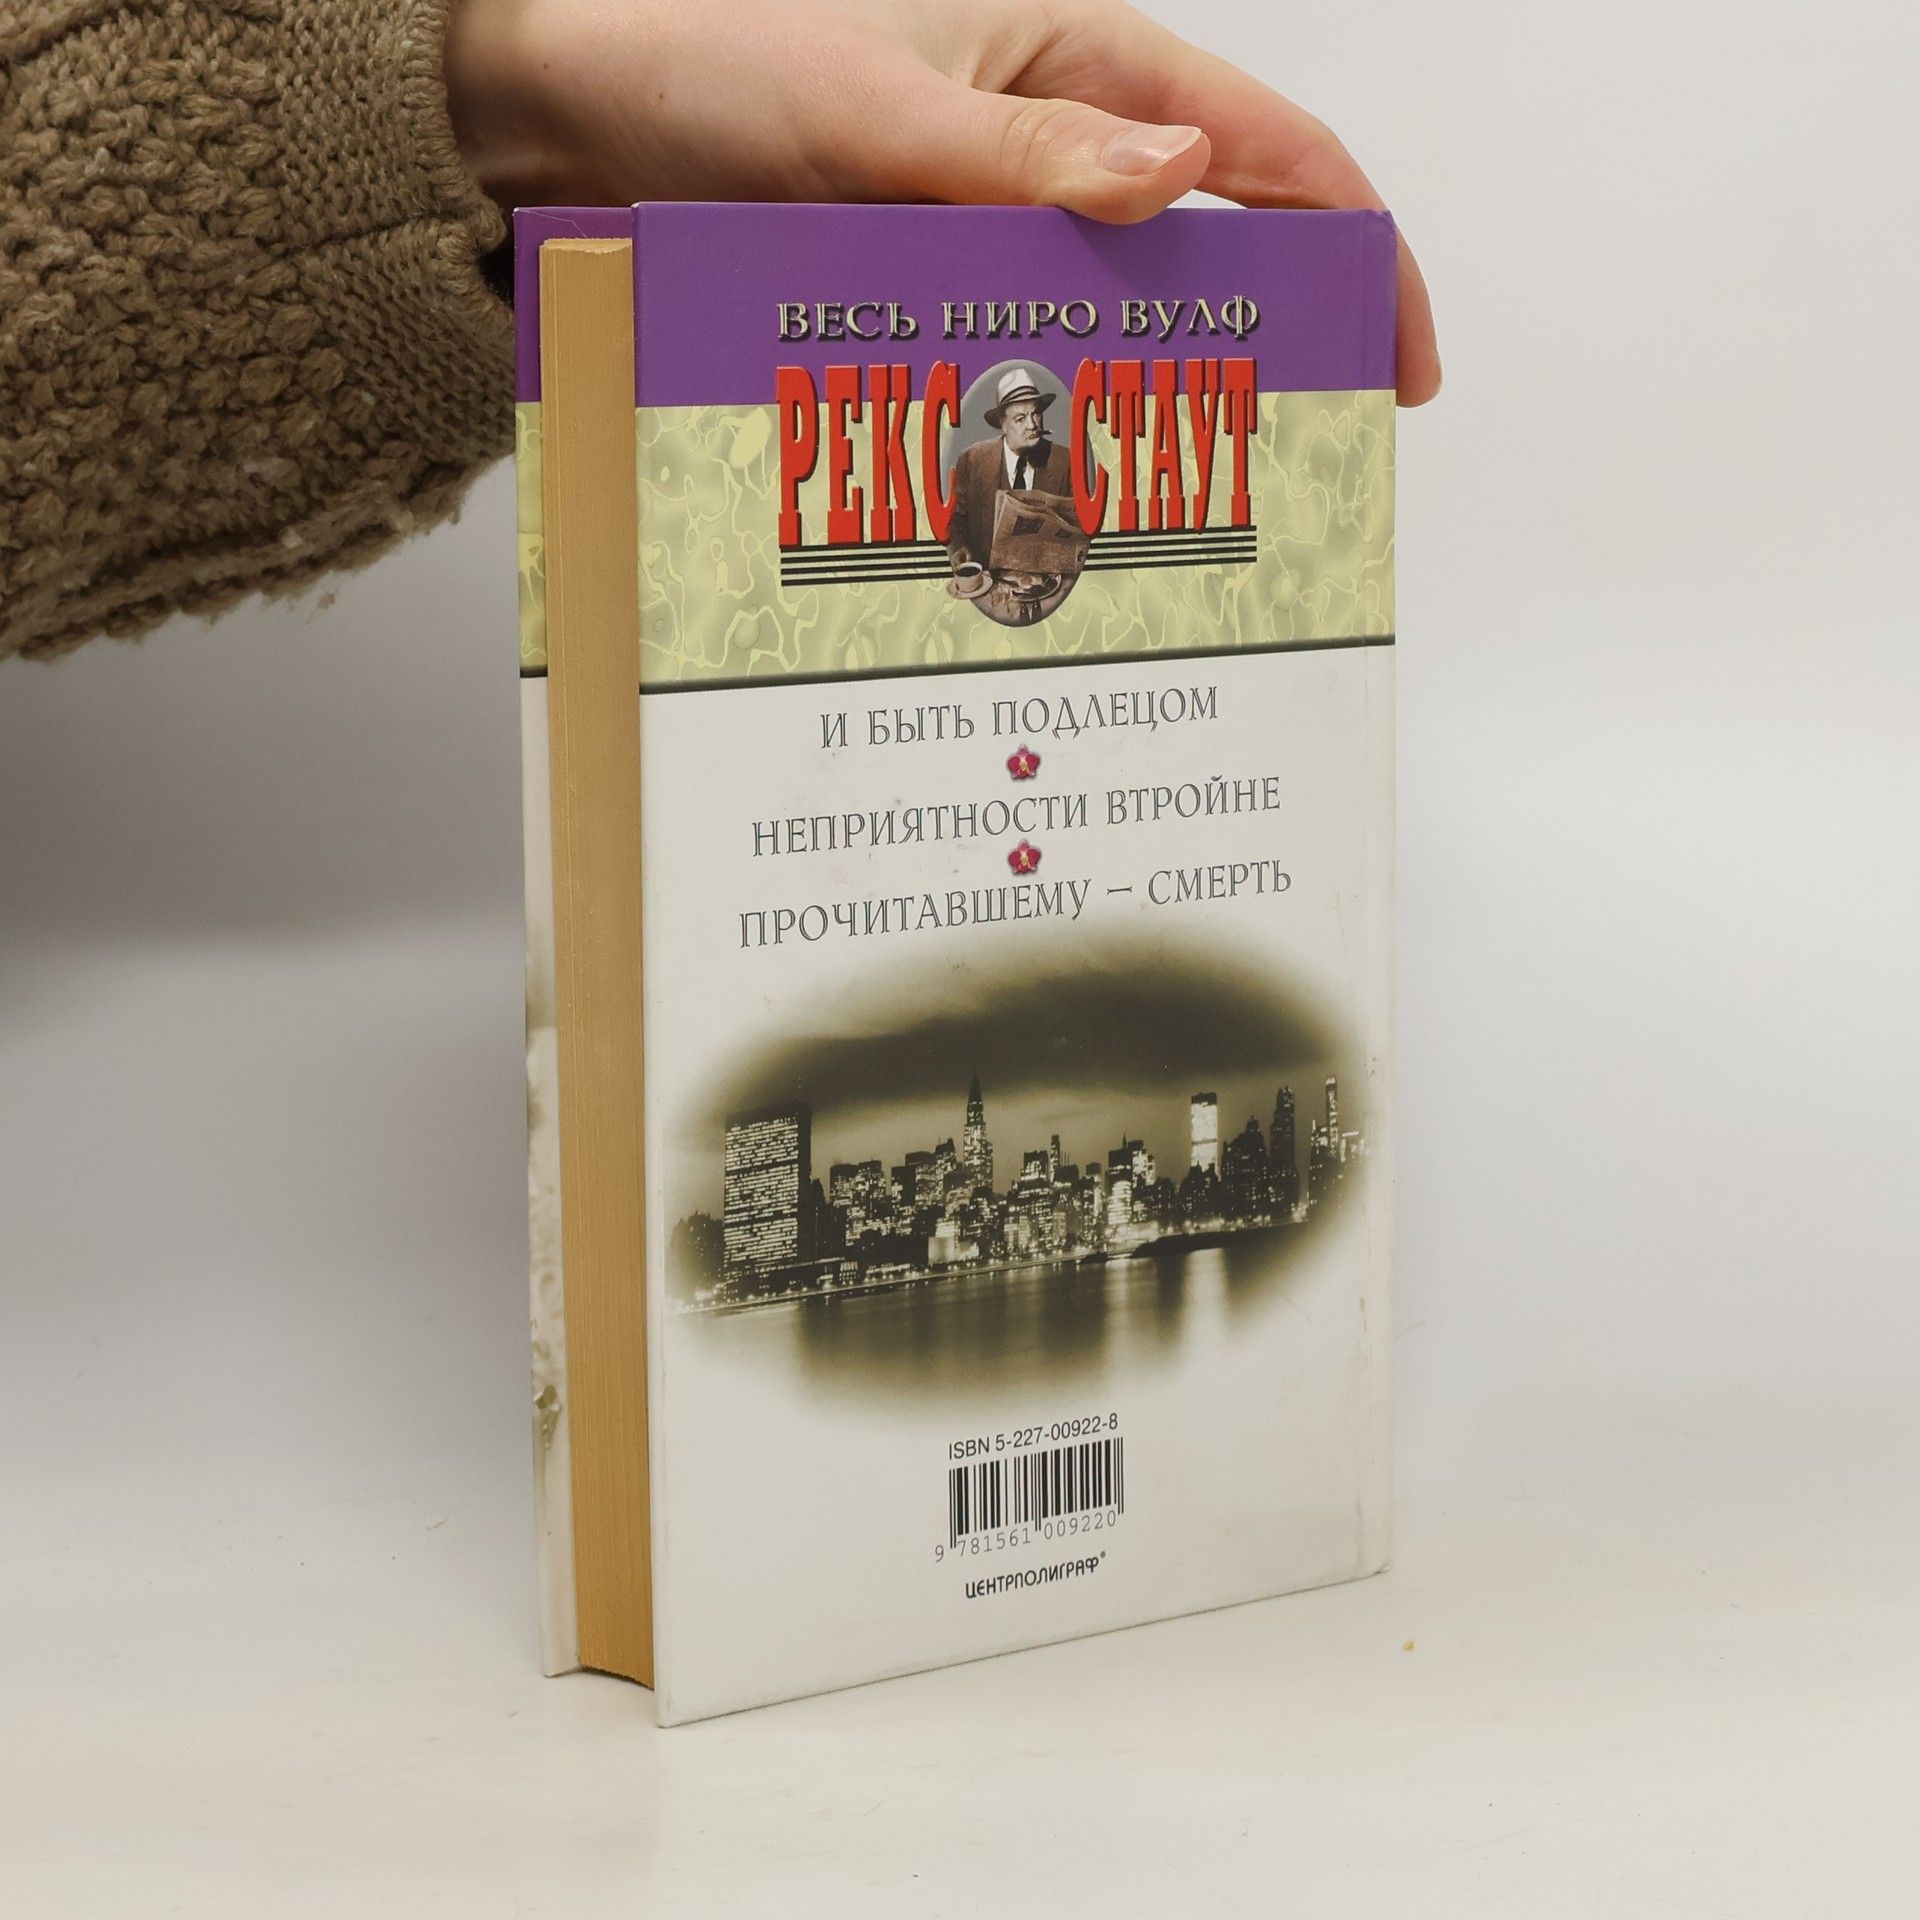 ВЕСЬ НИРО ВУЛФ
РЕКС СТАУТ
И БЫТЬ ПОДЛЕЦОМ
НЕПРИЯТНОСТИ ВТРОЙНЕ
ПРОЧИТАВШЕМУ – СМЕРТЬ
ISBN 5-227-00922-8
9 781561 009220
ЦЕНТРПОЛИГРАФ®